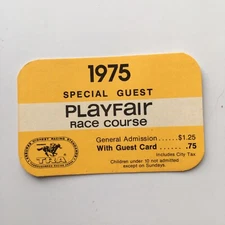 1975
SPECIAL GUEST
PLAYFAIR
RACE COURSE
General Admission.....$1.25
With Guest Card ...... .75
Includes City Tax
Children under 10 not admitted
except on Sundays.
TRA